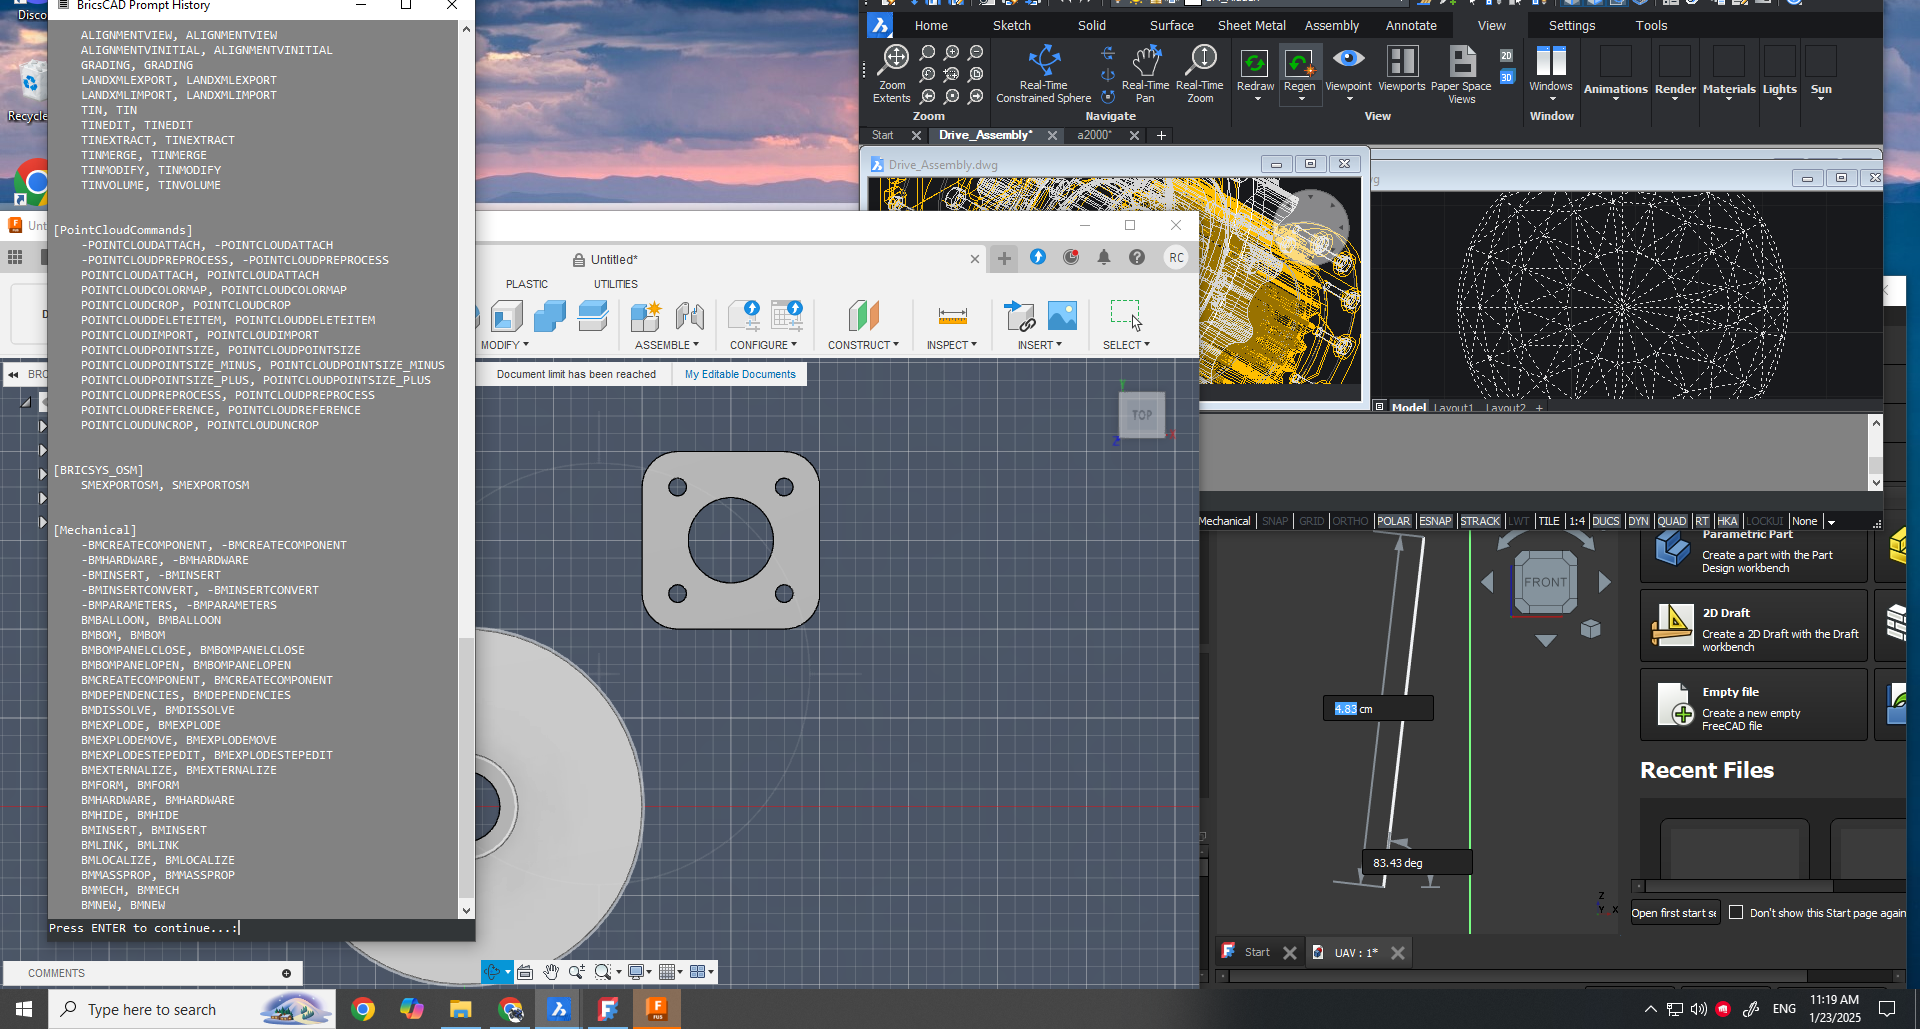 Disco
Recycle
BricsCAD Prompt History
ALIGNMENTVIEW, ALIGNMENTVIEW
ALIGNMENTVINITIAL, ALIGNMENTVINITIAL
GRADING, GRADING
LANDXMLEXPORT, LANDXMLEXPORT
LANDXMLIMPORT, LANDXMLIMPORT
TIN, TIN
TINEDIT, TINEDIT
TINEXTRACT, TINEXTRACT
TINMERGE, TINMERGE
TINMODIFY, TINMODIFY
TINVOLUME, TINVOLUME
[PointCloudCommands]
-POINTCLOUDATTACH, -POINTCLOUDATTACH
-POINTCLOUDPREPROCESS, -POINTCLOUDPREPROCESS
POINTCLOUDATTACH, POINTCLOUDATTACH
POINTCLOUDCOLORMAP, POINTCLOUDCOLORMAP
POINTCLOUDCROP, POINTCLOUDCROP
POINTCLOUDDELETEITEM, POINTCLOUDDELETEITEM
POINTCLOUDIMPORT, POINTCLOUDIMPORT
POINTCLOUDPOINTSIZE, POINTCLOUDPOINTSIZE
POINTCLOUDPOINTSIZE_MINUS, POINTCLOUDPOINTSIZE_MINUS
POINTCLOUDPOINTSIZE_PLUS, POINTCLOUDPOINTSIZE_PLUS
POINTCLOUDPREPROCESS, POINTCLOUDPREPROCESS
POINTCLOUDREFERENCE, POINTCLOUDREFERENCE
POINTCLOUDUNCROP, POINTCLOUDUNCROP
[BRICSYS_OSM]
SMEXPORTOSM, SMEXPORTOSM
[Mechanical]
-BMCREATECOMPONENT, -BMCREATECOMPONENT
-BMHARDWARE, -BMHARDWARE
-BMINSERT, -BMINSERT
-BMINSERTCONVERT, -BMINSERTCONVERT
-BMPARAMETERS, -BMPARAMETERS
BMBALLOON, BMBALLOON
BMBOM, BMBOM
BMBOMPANELCLOSE, BMBOMPANELCLOSE
BMBOMPANELOPEN, BMBOMPANELOPEN
BMCREATECOMPONENT, BMCREATECOMPONENT
BMDEPENDENCIES, BMDEPENDENCIES
BMDISSOLVE, BMDISSOLVE
BMEXPLODE, BMEXPLODE
BMEXPLODEMOVE, BMEXPLODEMOVE
BMEXPLODESTEPEDIT, BMEXPLODESTEPEDIT
BMEXTERNALIZE, BMEXTERNALIZE
BMFORM, BMFORM
BMHARDWARE, BMHARDWARE
BMHIDE, BMHIDE
BMINSERT, BMINSERT
BMLINK, BMLINK
BMLOCALIZE, BMLOCALIZE
BMMASSPROP, BMMASSPROP
BMMECH, BMMECH
BMNEW, BMNEW
Press ENTER to continue...:
Unt
BRO
COMMENTS
Untitled*
RC
PLASTIC UTILITIES
MODIFY ASSEMBLE CONFIGURE CONSTRUCT INSPECT INSERT SELECT
Document limit has been reached My Editable Documents
TOP
Home Sketch Solid Surface Sheet Metal Assembly Annotate View Settings Tools
Zoom Extents
Real-Time Constrained Sphere
Real-Time Pan
Real-Time Zoom
Redraw
Regen
Viewpoint
Viewports
Paper Space Views
2D
3D
Windows
Animations
Render
Materials
Lights
Sun
Zoom Navigate View Window
Start Drive_Assembly* a2000*
Drive_Assembly.dwg
Model Layout1 Layout2 +
Mechanical SNAP GRID ORTHO POLAR ESNAP STRACK LWT TILE 1:4 DUCS DYN QUAD RT HKA LOCKUI None
4.83 cm
83.43 deg
FRONT
Z
Y X
Parametric Part
Create a part with the Part
Design workbench
2D Draft
Create a 2D Draft with the Draft
workbench
Empty file
Create a new empty
FreeCAD file
Recent Files
Open first start se
Don't show this Start page again
Start UAV : 1*
Type here to search
ENG
11:19 AM
1/23/2025